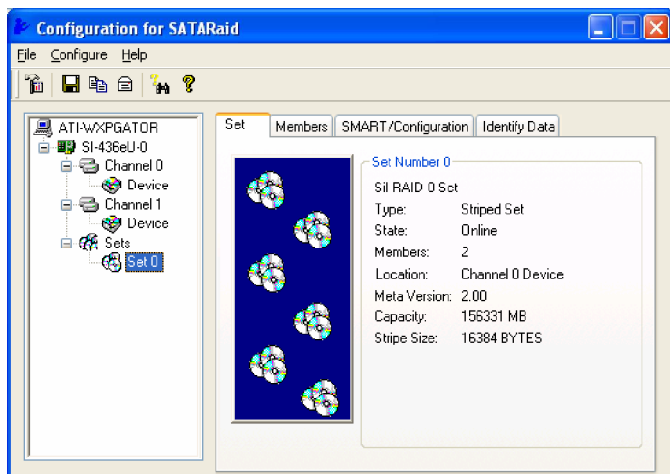 Configuration for SATARaid
File Configure Help
ATI-WXPGATOR
SI-436eU-0
Channel 0
Device
Channel 1
Device
Sets
Set 0
Set Members SMART/Configuration Identify Data
Set Number 0
Sil RAID 0 Set
Type: Striped Set
State: Online
Members: 2
Location: Channel 0 Device
Meta Version: 2.00
Capacity: 156331 MB
Stripe Size: 16384 BYTES